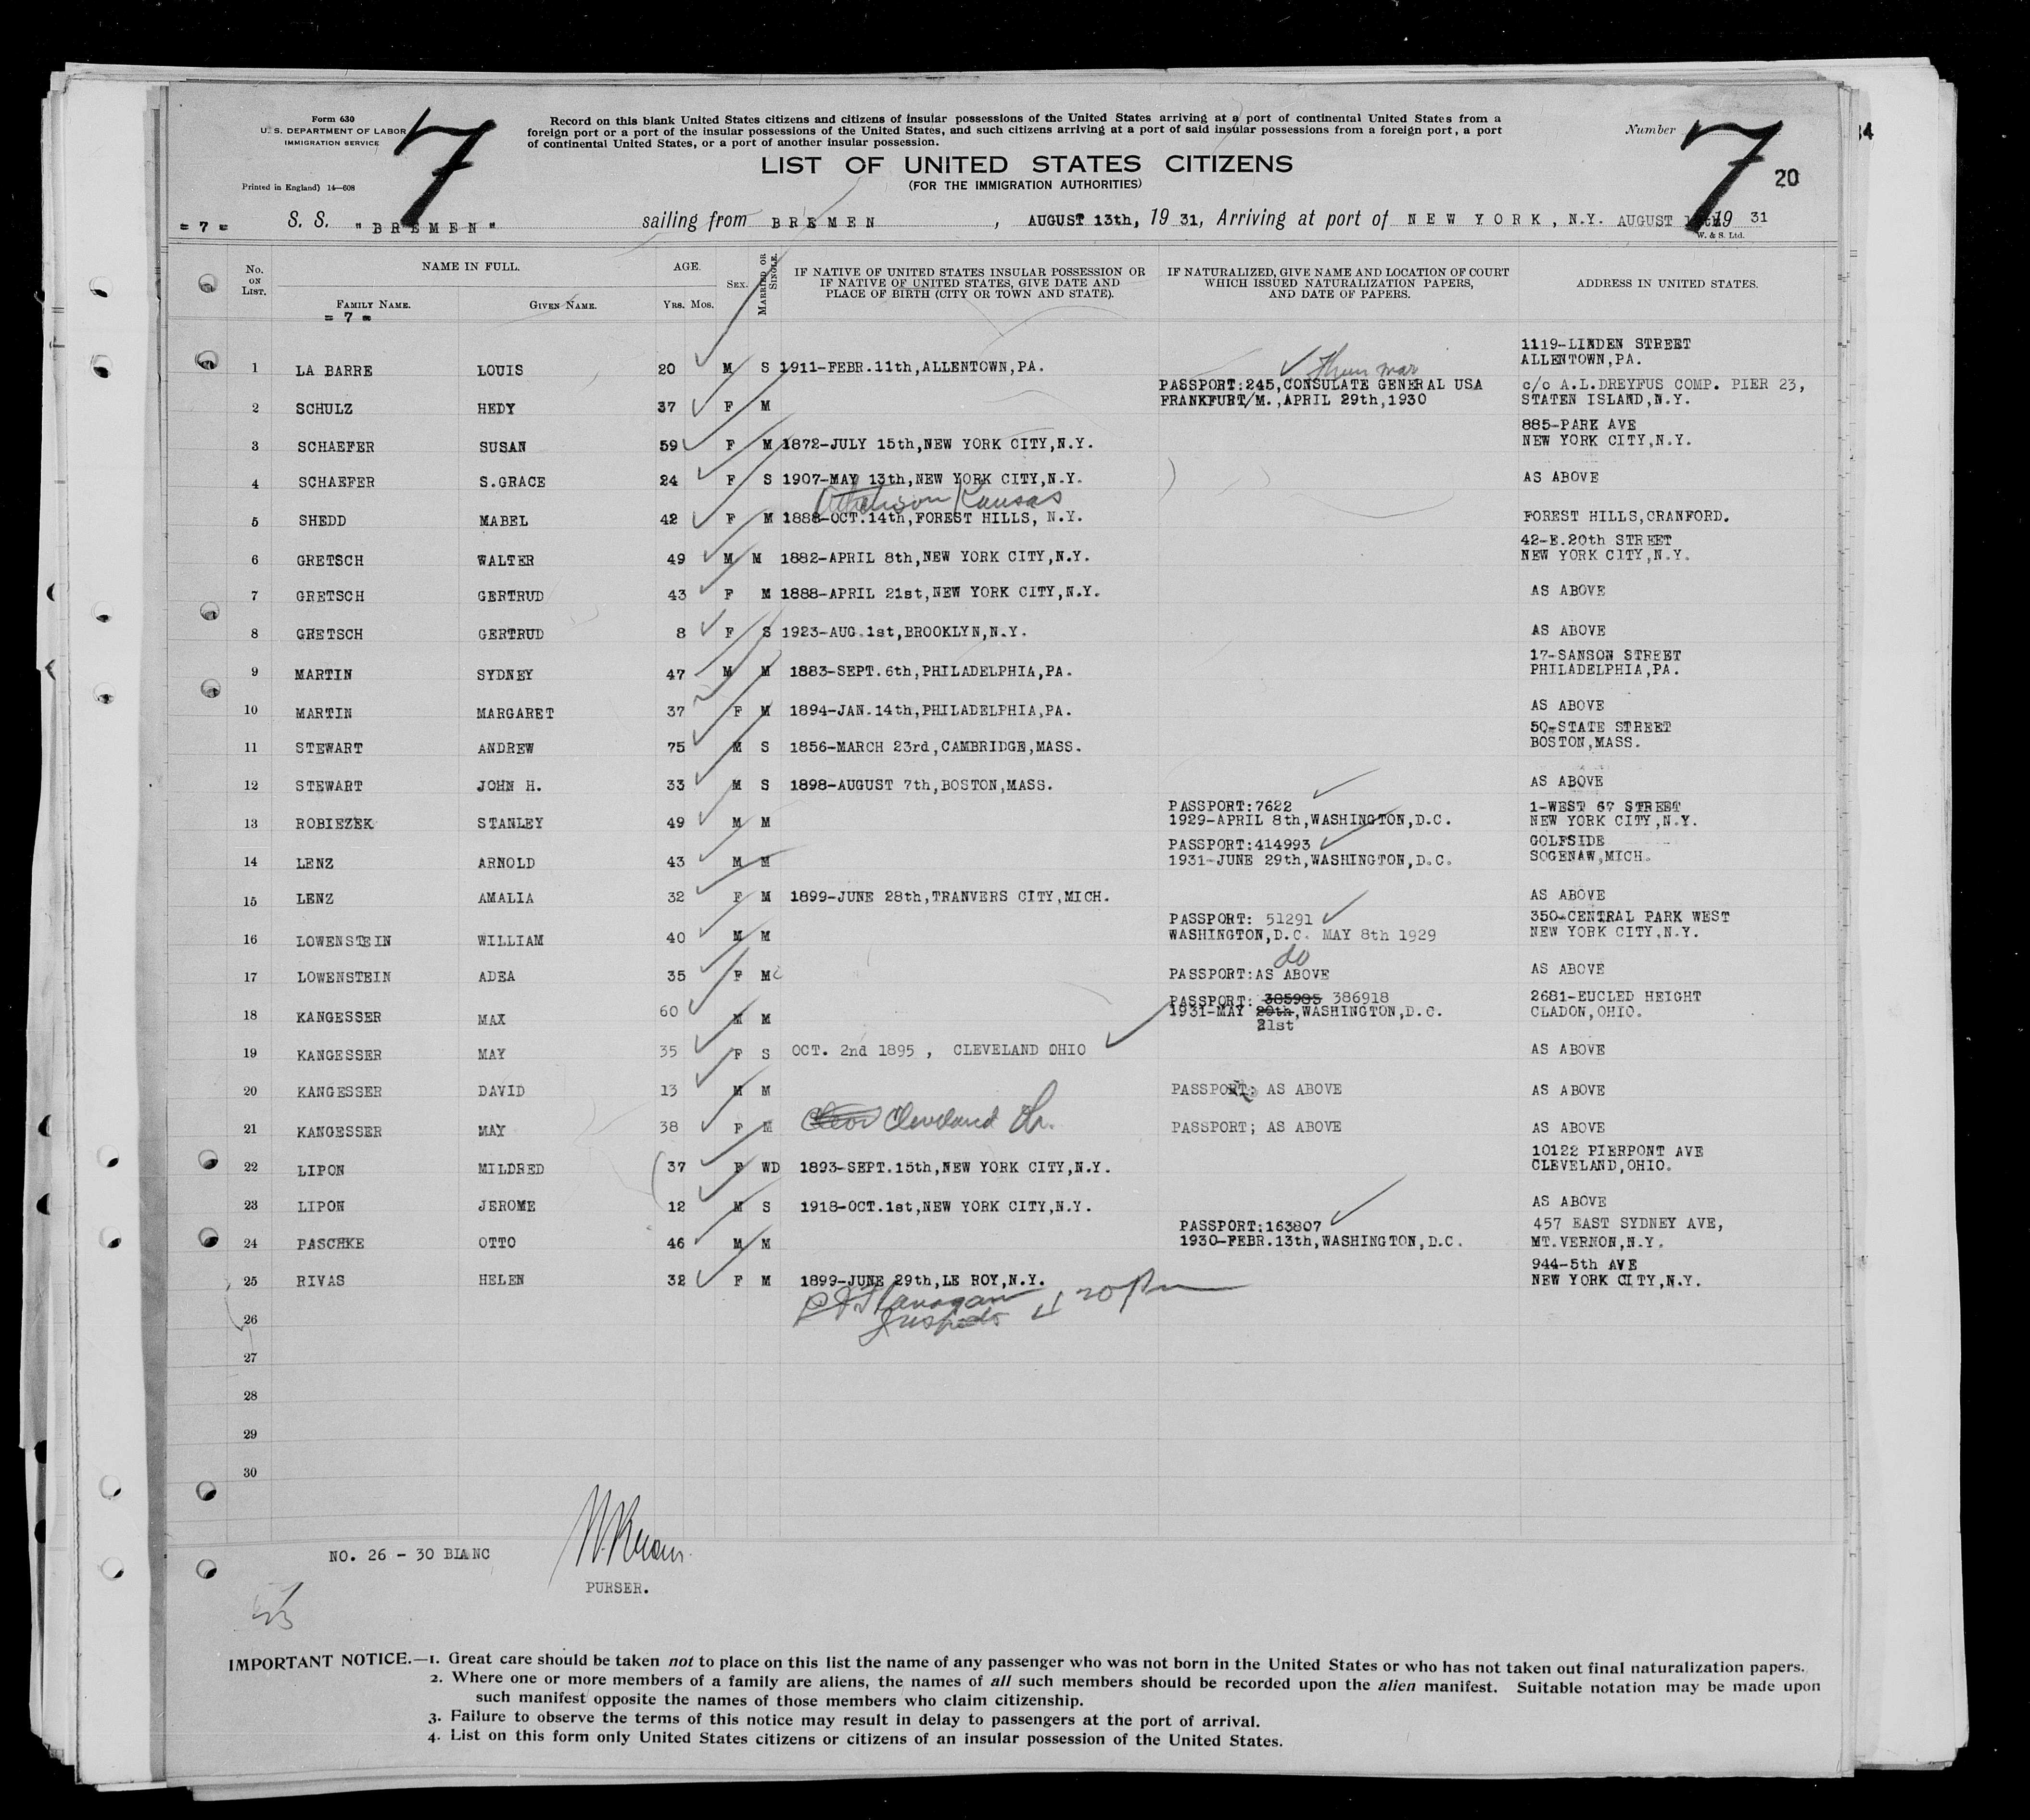 Form 630
U. S. DEPARTMENT OF LABOR
IMMIGRATION SERVICE
Printed in England) 14—608
7
Record on this blank United States citizens and citizens of insular possessions of the United States arriving at a port of continental United States from a
foreign port or a port of the insular possessions of the United States, and such citizens arriving at a port of said insular possessions from a foreign port, a port
of continental United States, or a port of another insular possession.
LIST OF UNITED STATES CITIZENS
(FOR THE IMMIGRATION AUTHORITIES)
Number
7
20
= 7 = S. S. "BREMEN" sailing from BREMEN, AUGUST 13th, 19 31, Arriving at port of NEW YORK, N.Y. AUGUST 19 31
W. & S. Ltd.
No. ON LIST. NAME IN FULL. AGE. SEX. MARRIED OR SINGLE. IF NATIVE OF UNITED STATES INSULAR POSSESSION OR IF NATIVE OF UNITED STATES, GIVE DATE AND PLACE OF BIRTH (CITY OR TOWN AND STATE). IF NATURALIZED, GIVE NAME AND LOCATION OF COURT WHICH ISSUED NATURALIZATION PAPERS, AND DATE OF PAPERS. ADDRESS IN UNITED STATES.
FAMILY NAME. GIVEN NAME. YRS. MOS.
= 7 =
1119-LINDEN STREET
1 LA BARRE LOUIS 20 M S 1911-FEBR.11th,ALLENTOWN,PA. ALLENTOWN,PA.
PASSPORT:245,CONSULATE GENERAL USA c/o A.L.DREYFUS COMP. PIER 23,
2 SCHULZ HEDY 37 F M FRANKFURT/M.,APRIL 29th,1930 STATEN ISLAND,N.Y.
885-PARK AVE
3 SCHAEFER SUSAN 59 F M 1872-JULY 15th,NEW YORK CITY,N.Y. NEW YORK CITY,N.Y.
4 SCHAEFER S.GRACE 24 F S 1907-MAY 13th,NEW YORK CITY,N.Y. AS ABOVE
Atchison Kansas
5 SHEDD MABEL 42 F M 1888-OCT.14th,FOREST HILLS, N.Y. FOREST HILLS,CRANFORD.
42-E.20th STREET
6 GRETSCH WALTER 49 M M 1882-APRIL 8th,NEW YORK CITY,N.Y. NEW YORK CITY,N.Y.
7 GRETSCH GERTRUD 43 F M 1888-APRIL 21st,NEW YORK CITY,N.Y. AS ABOVE
8 GRETSCH GERTRUD 8 F S 1923-AUG.1st,BROOKLYN,N.Y. AS ABOVE
17-SANSON STREET
9 MARTIN SYDNEY 47 M M 1883-SEPT.6th,PHILADELPHIA,PA. PHILADELPHIA,PA.
10 MARTIN MARGARET 37 F M 1894-JAN.14th,PHILADELPHIA,PA. AS ABOVE
50-STATE STREET
11 STEWART ANDREW 75 M S 1856-MARCH 23rd,CAMBRIDGE,MASS. BOSTON,MASS.
12 STEWART JOHN H. 33 M S 1898-AUGUST 7th,BOSTON,MASS. AS ABOVE
PASSPORT:7622 1-WEST 67 STREET
13 ROBIEZEK STANLEY 49 M M 1929-APRIL 8th,WASHINGTON,D.C. NEW YORK CITY,N.Y.
PASSPORT:414993 GOLFSIDE
14 LENZ ARNOLD 43 M M 1931-JUNE 29th,WASHINGTON,D.C. SOGENAW,MICH.
15 LENZ AMALIA 32 F M 1899-JUNE 28th,TRANVERS CITY,MICH. AS ABOVE
PASSPORT: 51291 350-CENTRAL PARK WEST
16 LOWENSTEIN WILLIAM 40 M M WASHINGTON,D.C. MAY 8th 1929 NEW YORK CITY,N.Y.
do
17 LOWENSTEIN ADEA 35 F M PASSPORT:AS ABOVE AS ABOVE
PASSPORT: 385985 386918 2681-EUCLED HEIGHT
18 KANGESSER MAX 60 M M 1931-MAY 20th,WASHINGTON,D.C. CLADON,OHIO.
21st
19 KANGESSER MAY 35 F S OCT. 2nd 1895 , CLEVELAND OHIO AS ABOVE
20 KANGESSER DAVID 13 M M PASSPORT: AS ABOVE AS ABOVE
21 KANGESSER MAY 38 F M Cleveland Oh. PASSPORT; AS ABOVE AS ABOVE
10122 PIERPONT AVE
22 LIPON MILDRED 37 F WD 1893-SEPT.15th,NEW YORK CITY,N.Y. CLEVELAND,OHIO.
23 LIPON JEROME 12 M S 1918-OCT.1st,NEW YORK CITY,N.Y. AS ABOVE
PASSPORT:163807 457 EAST SYDNEY AVE,
24 PASCHKE OTTO 46 M M 1930-FEBR.13th,WASHINGTON,D.C. MT.VERNON,N.Y.
944-5th AVE
25 RIVAS HELEN 32 F M 1899-JUNE 29th,LE ROY,N.Y. NEW YORK CITY,N.Y.
Flanagan
26
27
28
29
30
NO. 26 - 30 BLANC
PURSER.
IMPORTANT NOTICE.—1. Great care should be taken not to place on this list the name of any passenger who was not born in the United States or who has not taken out final naturalization papers.
2. Where one or more members of a family are aliens, the names of all such members should be recorded upon the alien manifest. Suitable notation may be made upon
such manifest opposite the names of those members who claim citizenship.
3. Failure to observe the terms of this notice may result in delay to passengers at the port of arrival.
4. List on this form only United States citizens or citizens of an insular possession of the United States.